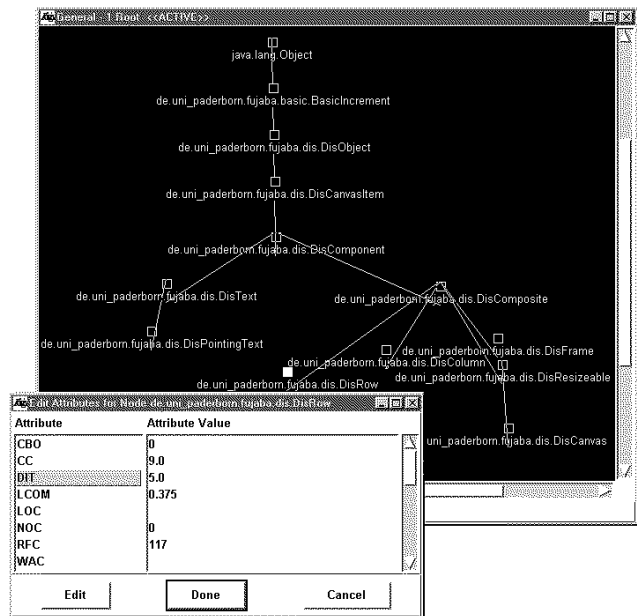 General - 1 Root <<ACTIVE>>
java.lang.Object
de.uni_paderborn.fujaba.basic.BasicIncrement
de.uni_paderborn.fujaba.dis.DisObject
de.uni_paderborn.fujaba.dis.DisCanvasItem
de.uni_paderborn.fujaba.dis.DisComponent
de.uni_paderborn.fujaba.dis.DisText
de.uni_paderborn.fujaba.dis.DisComposite
de.uni_paderborn.fujaba.dis.DisPointingText
de.uni_paderborn.fujaba.dis.DisFrame
de.uni_paderborn.fujaba.dis.DisColumn
de.uni_paderborn.fujaba.dis.DisRow
de.uni_paderborn.fujaba.dis.DisResizeable
uni_paderborn.fujaba.dis.DisCanvas
Edit Attributes for Node de.uni_paderborn.fujaba.dis.DisRow
Attribute Attribute Value
CBO 0
CC 9.0
DIT 5.0
LCOM 0.375
LOC
NOC 0
RFC 117
WAC
Edit Done Cancel